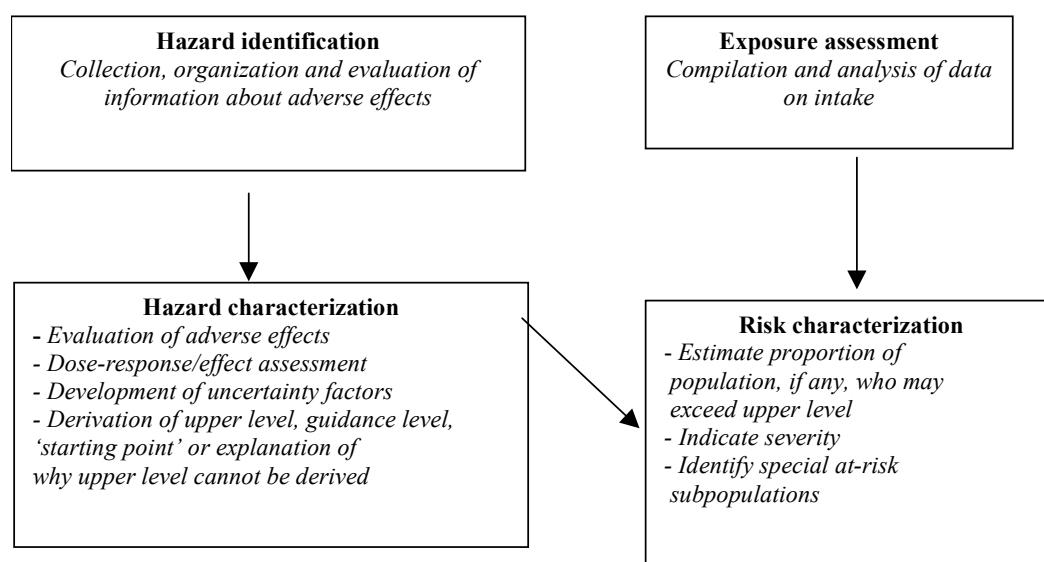 Hazard identification
Collection, organization and evaluation of
information about adverse effects
Exposure assessment
Compilation and analysis of data
on intake
Hazard characterization
- Evaluation of adverse effects
- Dose-response/effect assessment
- Development of uncertainty factors
- Derivation of upper level, guidance level,
‘starting point’ or explanation of
why upper level cannot be derived
Risk characterization
- Estimate proportion of
population, if any, who may
exceed upper level
- Indicate severity
- Identify special at-risk
subpopulations